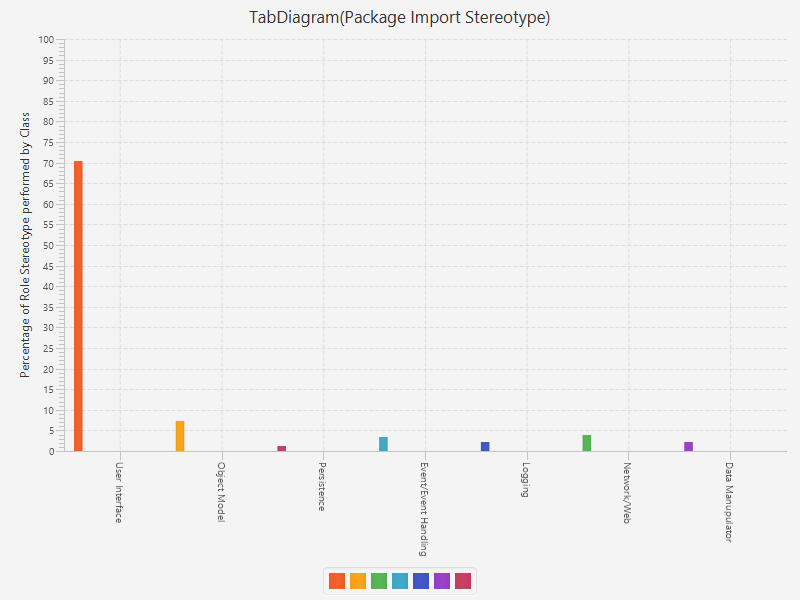 TabDiagram(Package Import Stereotype)
Percentage of Role Stereotype performed by Class
100
95
90
85
80
75
70
65
60
55
50
45
40
35
30
25
20
15
10
5
0
User Interface
Object Model
Persistence
Event/Event Handling
Logging
Network/Web
Data Manupulator